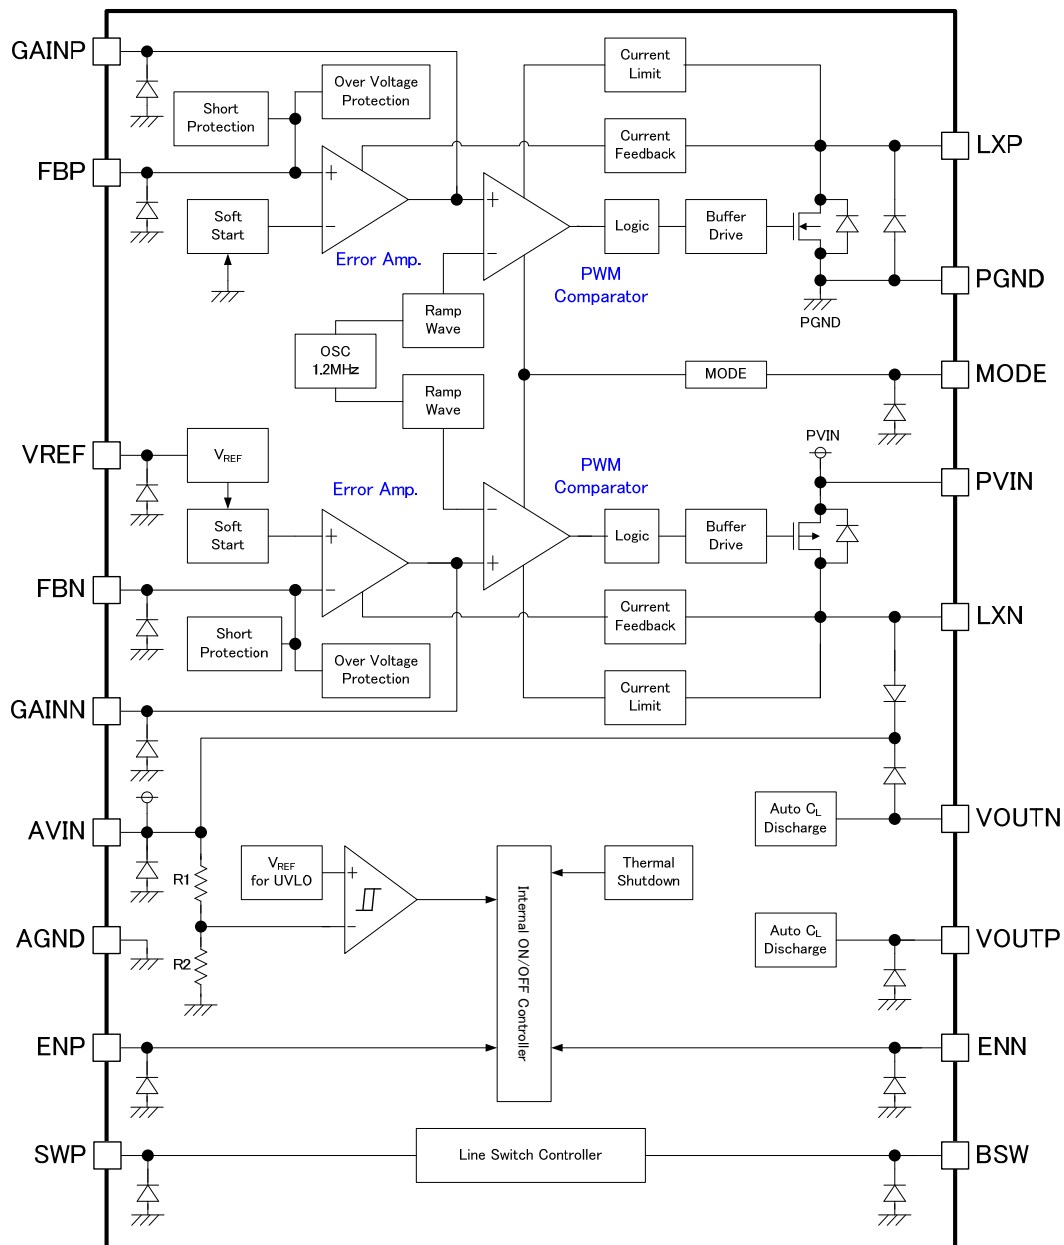 GAINP
Current
Limit
Over Voltage
Protection
Short
Protection
Current
Feedback
LXP
FBP
Soft
Start
Logic
Buffer
Drive
Error Amp.
PWM
Comparator
PGND
PGND
Ramp
Wave
OSC
1.2MHz
MODE
MODE
Ramp
Wave
PVIN
VREF
VREF
Error Amp.
PWM
Comparator
PVIN
Soft
Start
Logic
Buffer
Drive
FBN
Current
Feedback
LXN
Short
Protection
Over Voltage
Protection
Current
Limit
GAINN
AVIN
Auto CL
Discharge
VOUTN
R1
VREF
for UVLO
Internal ON/OFF Controller
Thermal
Shutdown
AGND
R2
Auto CL
Discharge
VOUTP
ENP
ENN
SWP
Line Switch Controller
BSW
+
−
+
−
+
−
−
+
+
−